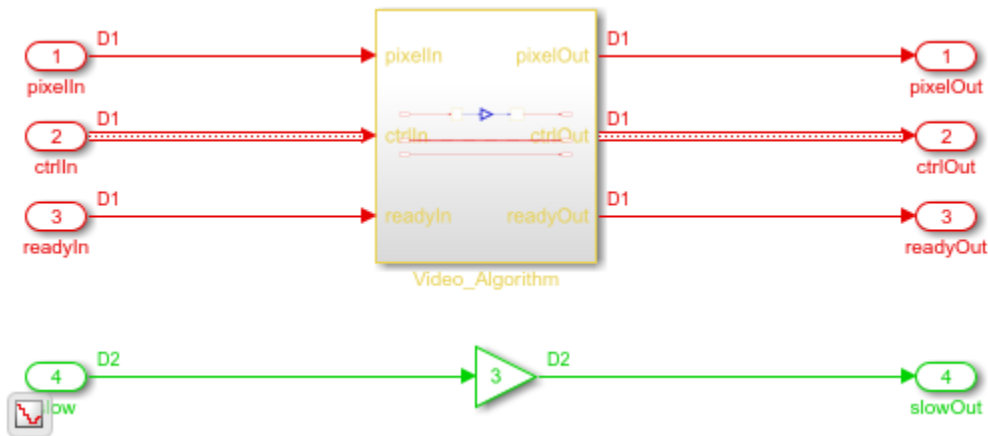 D1 D1
1 pixelIn pixelOut 1
pixelIn pixelOut
D1 D1
2 ctrlIn ctrlOut 2
ctrlIn ctrlOut
D1 D1
3 readyIn readyOut 3
readyIn readyOut
Video_Algorithm
D2 D2
4 3 4
slowOut